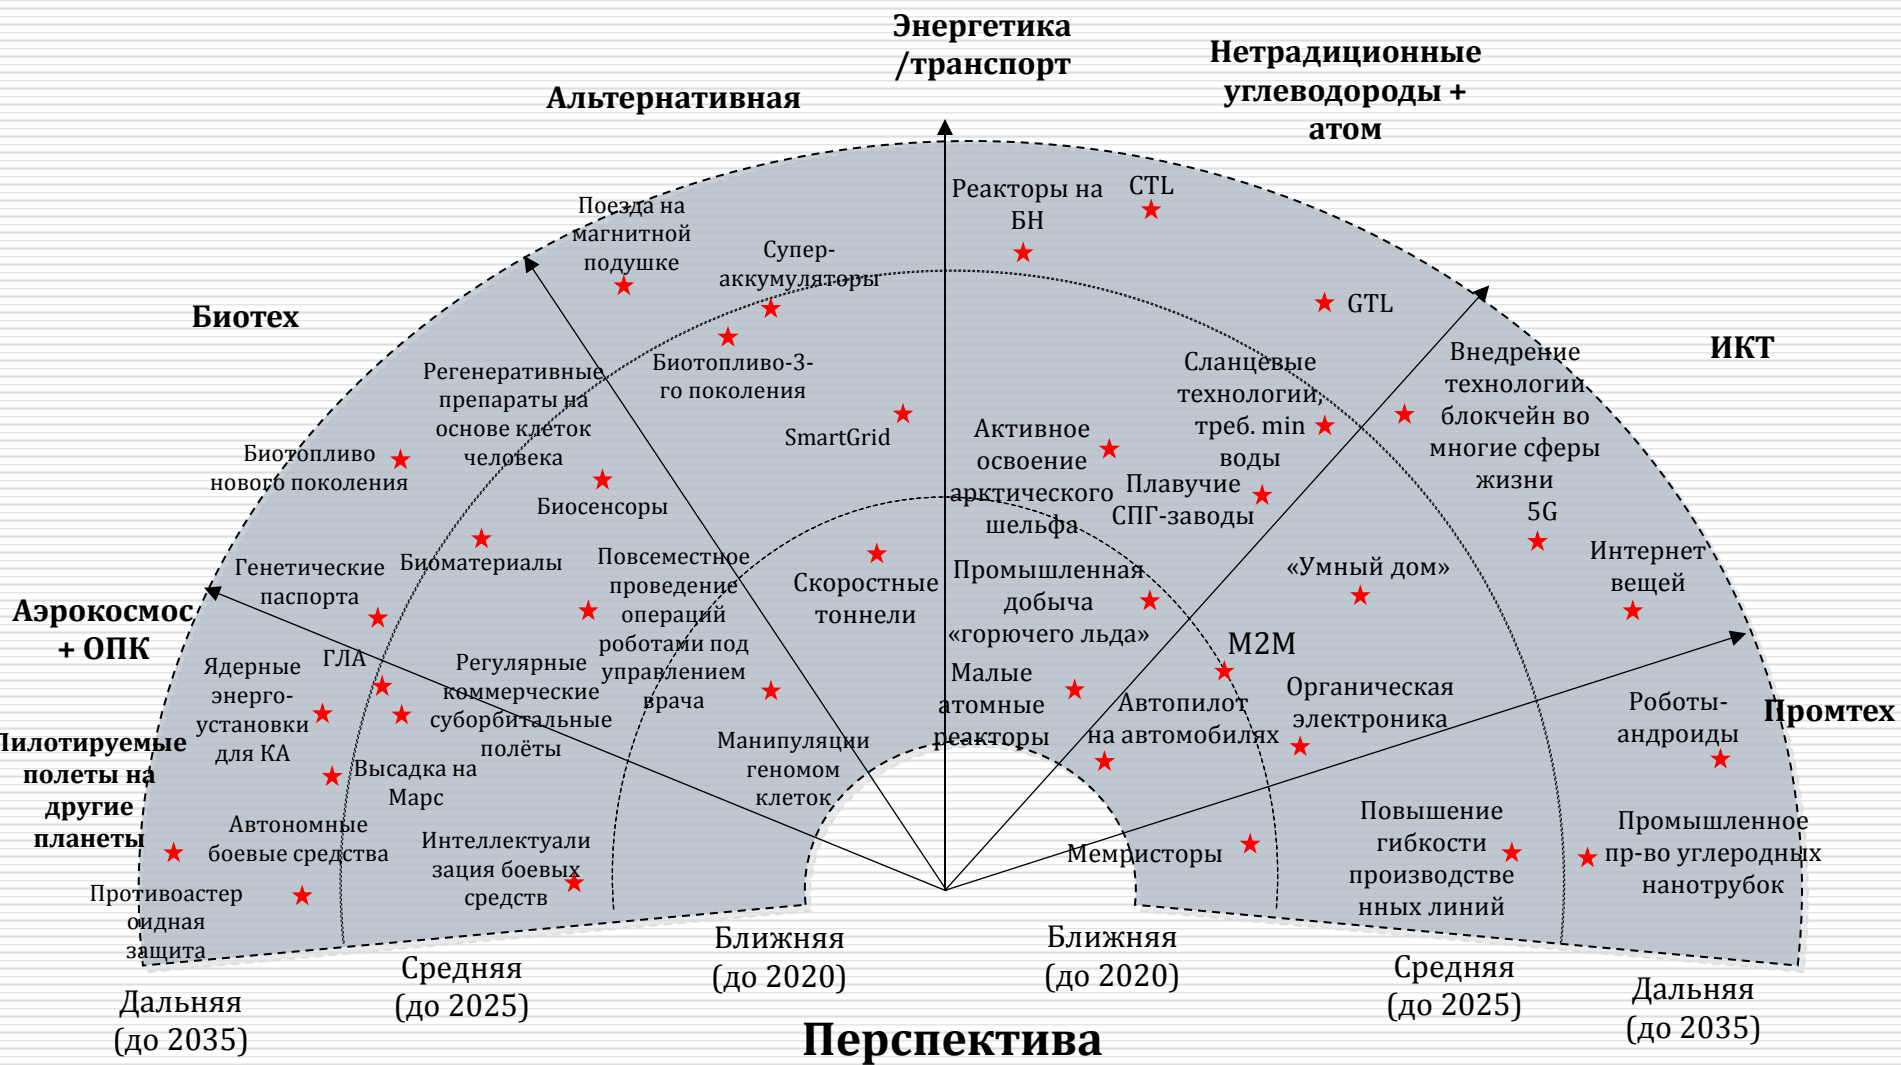 Энергетика
/транспорт
Нетрадиционные
углеводороды +
атом
Альтернативная
Биотех
ИКТ
Аэрокосмос
+ ОПК
Промтех
Поезда на
магнитной
подушке
Супер-
аккумуляторы
Биотопливо-3-
го поколения
SmartGrid
Скоростные
тоннели
Реакторы на
БН
CTL
GTL
Сланцевые
технологии,
треб. min
воды
Активное
освоение
арктического
шельфа
Плавучие
СПГ-заводы
Промышленная
добыча
«горючего льда»
Малые
атомные
реакторы
Внедрение
технологии
блокчейн во
многие сферы
жизни
5G
Интернет
вещей
«Умный дом»
M2M
Автопилот
на автомобилях
Органическая
электроника
Роботы-
андроиды
Повышение
гибкости
производстве
нных линий
Промышленное
пр-во углеродных
нанотрубок
Мемристоры
Регенеративные
препараты на
основе клеток
человека
Биотопливо
нового поколения
Биосенсоры
Биоматериалы
Генетические
паспорта
Повсеместное
проведение
операций
роботами под
управлением
врача
Манипуляции
геномом
клеток
ГЛА
Ядерные
энерго-
установки
для КА
Регулярные
коммерческие
суборбитальные
полёты
полеты на
другие
планеты
Высадка на
Марс
Автономные
боевые средства
Интеллектуали
зация боевых
средств
Противоастер
оидная
защита
Дальняя
(до 2035)
Средняя
(до 2025)
Ближняя
(до 2020)
Ближняя
(до 2020)
Средняя
(до 2025)
Дальняя
(до 2035)
Перспектива